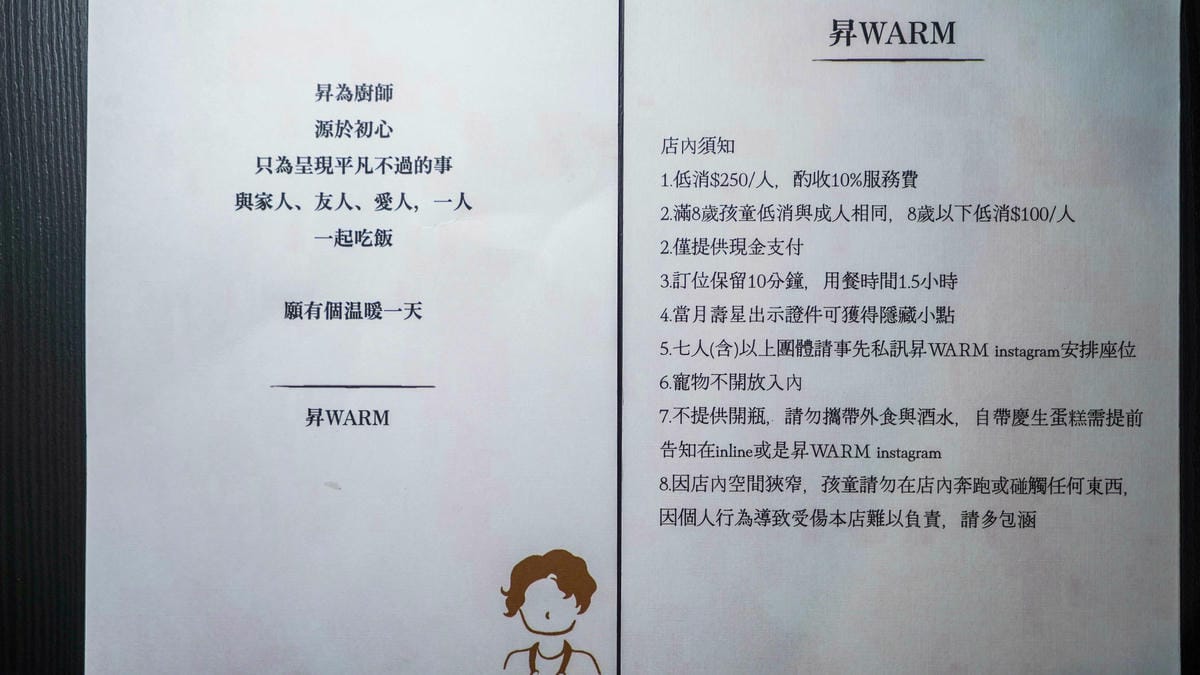 昇為廚師
源於初心
只為呈現平凡不過的事
與家人、友人、愛人，一人
一起吃飯
願有個温暖一天
昇WARM
昇WARM
店內須知
1.低消$250/人，酌收10%服務費
2.滿8歲孩童低消與成人相同，8歲以下低消$100/人
2.僅提供現金支付
3.訂位保留10分鐘，用餐時間1.5小時
4.當月壽星出示證件可獲得隱藏小點
5.七人(含)以上團體請事先私訊昇WARM instagram安排座位
6.寵物不開放入內
7.不提供開瓶，請勿攜帶外食與酒水，自帶慶生蛋糕需提前
告知在inline或是昇WARM instagram
8.因店內空間狹窄，孩童請勿在店內奔跑或碰觸任何東西，
因個人行為導致受傷本店難以負責，請多包涵